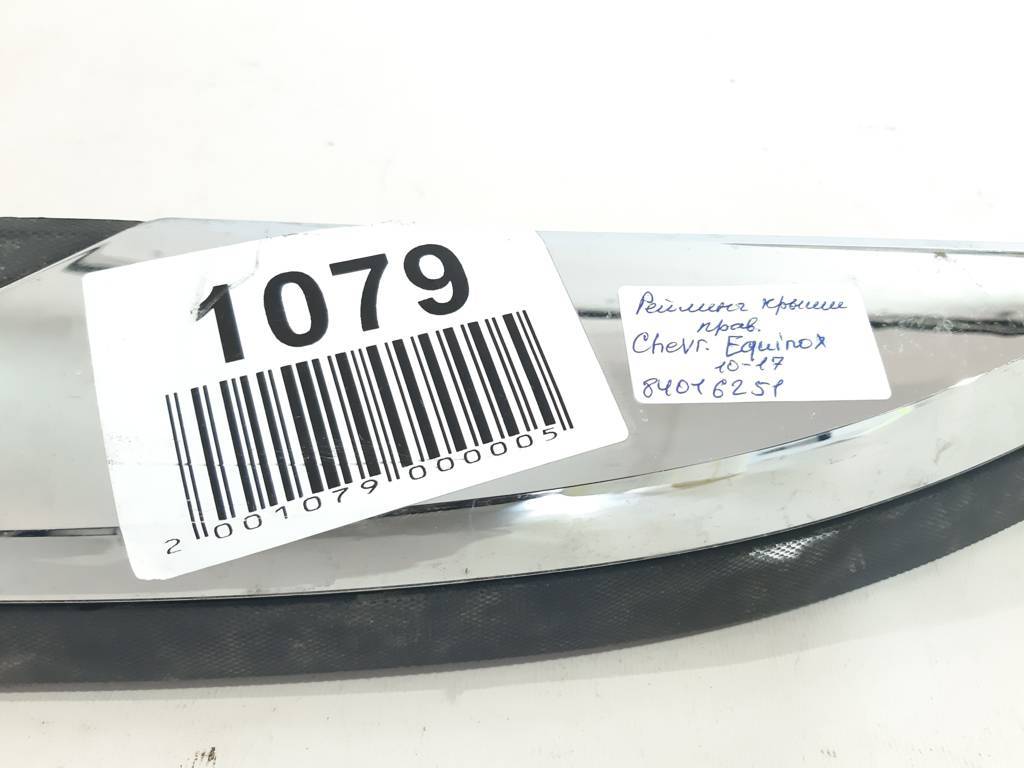 1079
2 001079 000005
Рейлинг крыши
прав.
Chevr. Equinox
10-17
84016251